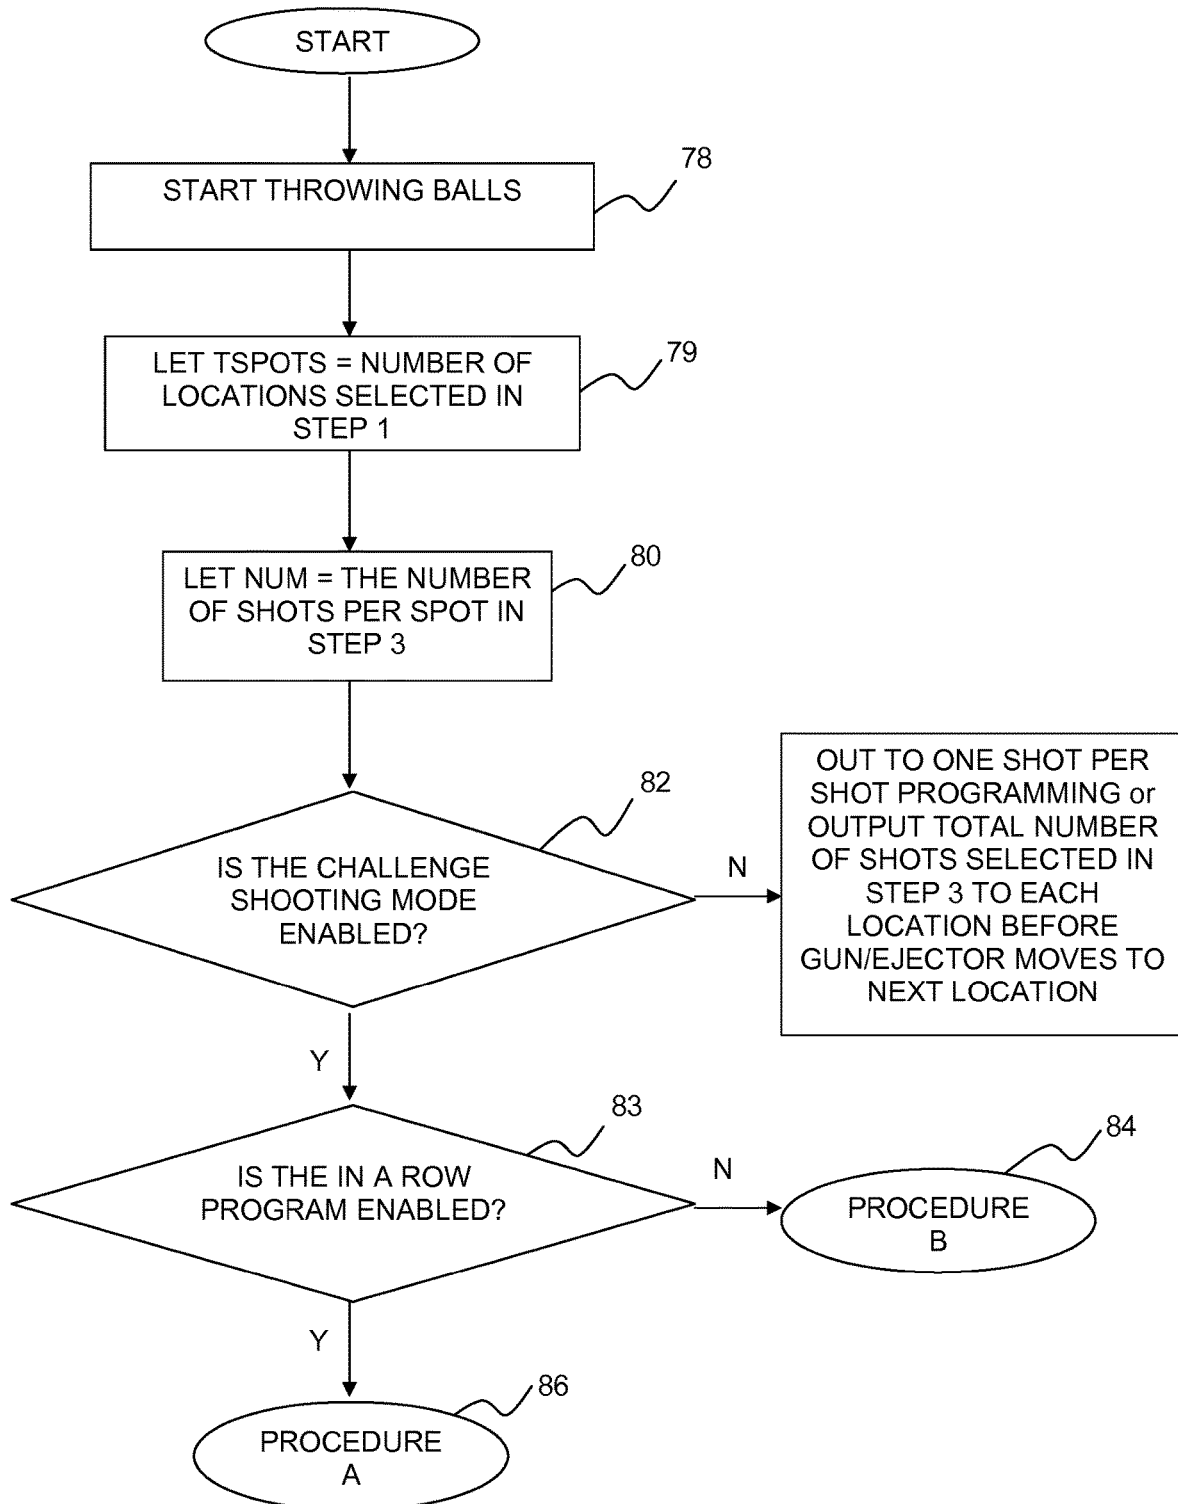 START
78
START THROWING BALLS
79
LET TSPOTS = NUMBER OF
LOCATIONS SELECTED IN
STEP 1
80
LET NUM = THE NUMBER
OF SHOTS PER SPOT IN
STEP 3
82
IS THE CHALLENGE
SHOOTING MODE
ENABLED?
N
OUT TO ONE SHOT PER
SHOT PROGRAMMING or
OUTPUT TOTAL NUMBER
OF SHOTS SELECTED IN
STEP 3 TO EACH
LOCATION BEFORE
GUN/EJECTOR MOVES TO
NEXT LOCATION
Y
83
IS THE IN A ROW
PROGRAM ENABLED?
N
84
PROCEDURE
B
Y
86
PROCEDURE
A